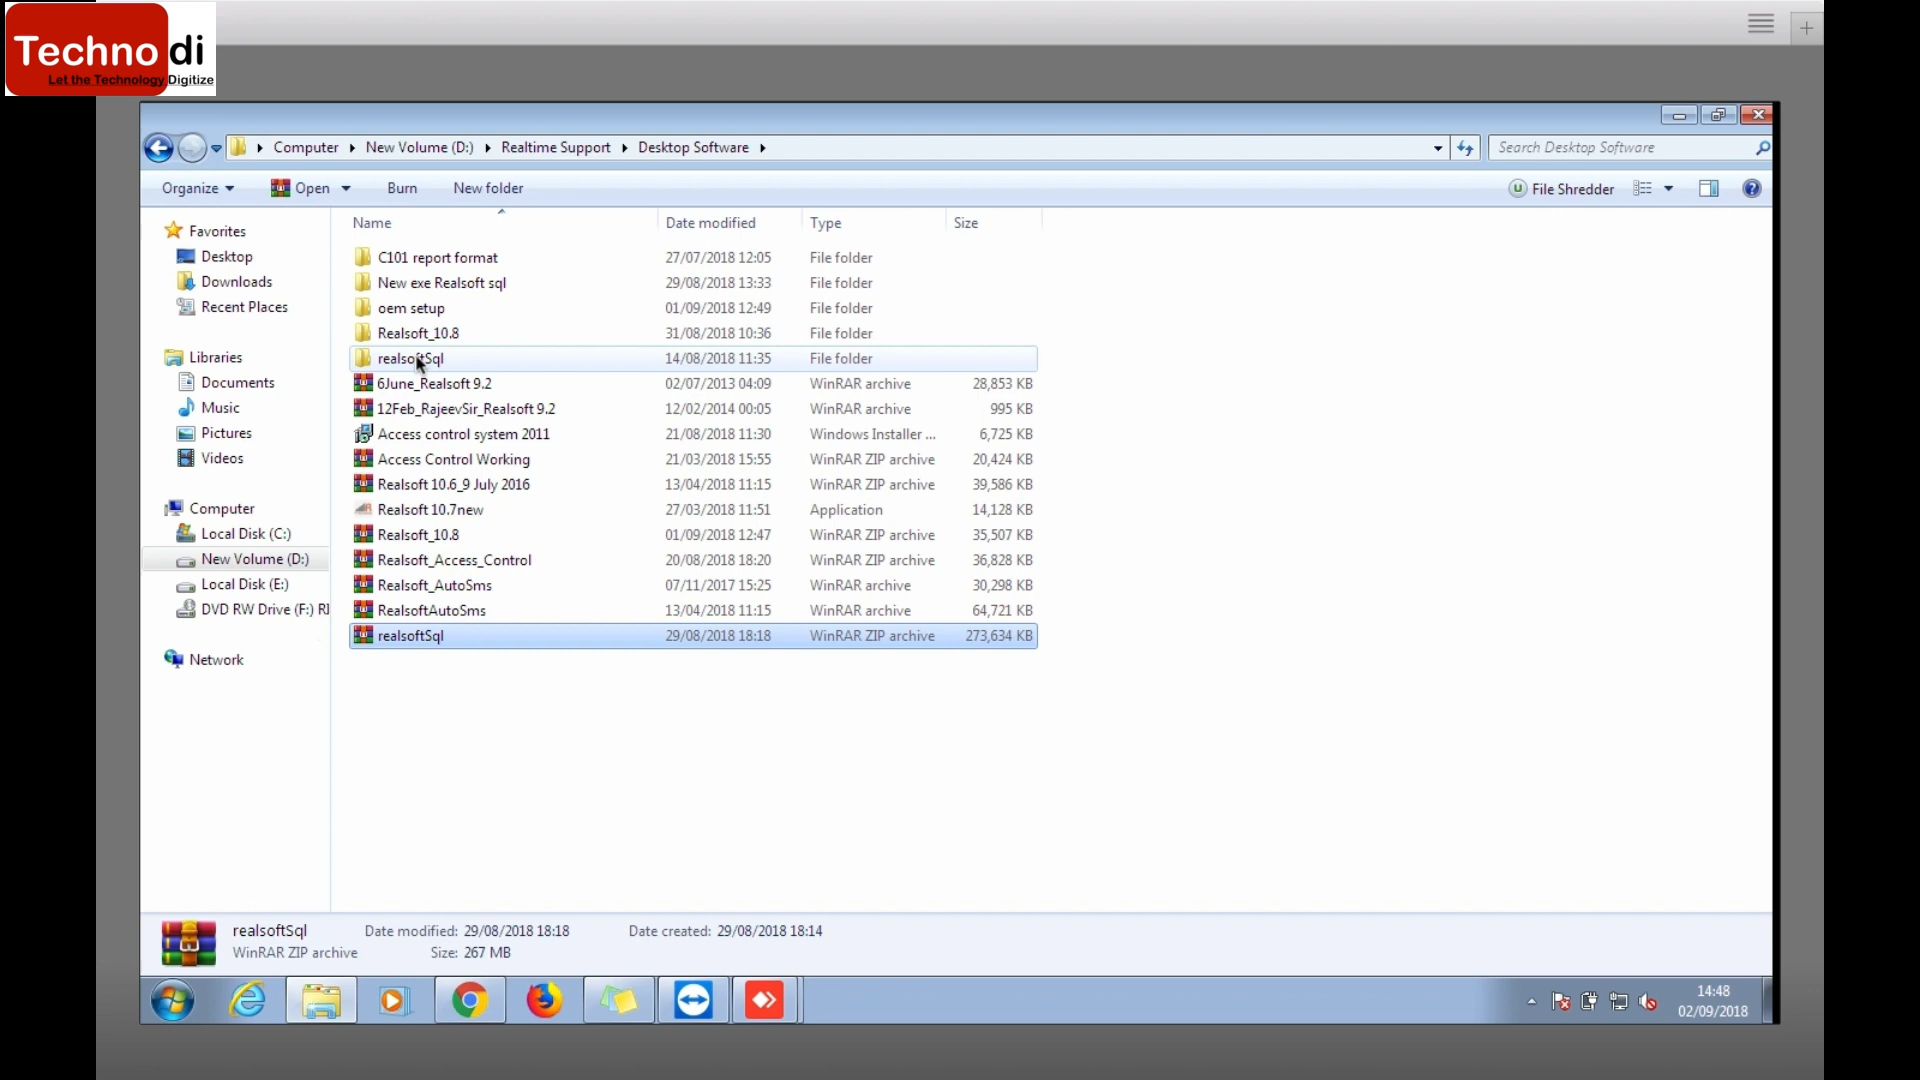 Techno di
Let the Technology Digitize
Computer New Volume (D:) Realtime Support Desktop Software
Search Desktop Software
Organize Open Burn New folder
File Shredder
Name Date modified Type Size
Favorites
Desktop
Downloads
Recent Places
Libraries
Documents
Music
Pictures
Videos
Computer
Local Disk (C:)
New Volume (D:)
Local Disk (E:)
DVD RW Drive (F:) RI
Network
C101 report format 27/07/2018 12:05 File folder
New exe Realsoft sql 29/08/2018 13:33 File folder
oem setup 01/09/2018 12:49 File folder
Realsoft_10.8 31/08/2018 10:36 File folder
realsoftSql 14/08/2018 11:35 File folder
6June_Realsoft 9.2 02/07/2013 04:09 WinRAR archive 28,853 KB
12Feb_RajeevSir_Realsoft 9.2 12/02/2014 00:05 WinRAR archive 995 KB
Access control system 2011 21/08/2018 11:30 Windows Installer ... 6,725 KB
Access Control Working 21/03/2018 15:55 WinRAR ZIP archive 20,424 KB
Realsoft 10.6_9 July 2016 13/04/2018 11:15 WinRAR ZIP archive 39,586 KB
Realsoft 10.7new 27/03/2018 11:51 Application 14,128 KB
Realsoft_10.8 01/09/2018 12:47 WinRAR ZIP archive 35,507 KB
Realsoft_Access_Control 20/08/2018 18:20 WinRAR ZIP archive 36,828 KB
Realsoft_AutoSms 07/11/2017 15:25 WinRAR archive 30,298 KB
RealsoftAutoSms 13/04/2018 11:15 WinRAR archive 64,721 KB
realsoftSql 29/08/2018 18:18 WinRAR ZIP archive 273,634 KB
realsoftSql Date modified: 29/08/2018 18:18 Date created: 29/08/2018 18:14
WinRAR ZIP archive Size: 267 MB
14:48
02/09/2018